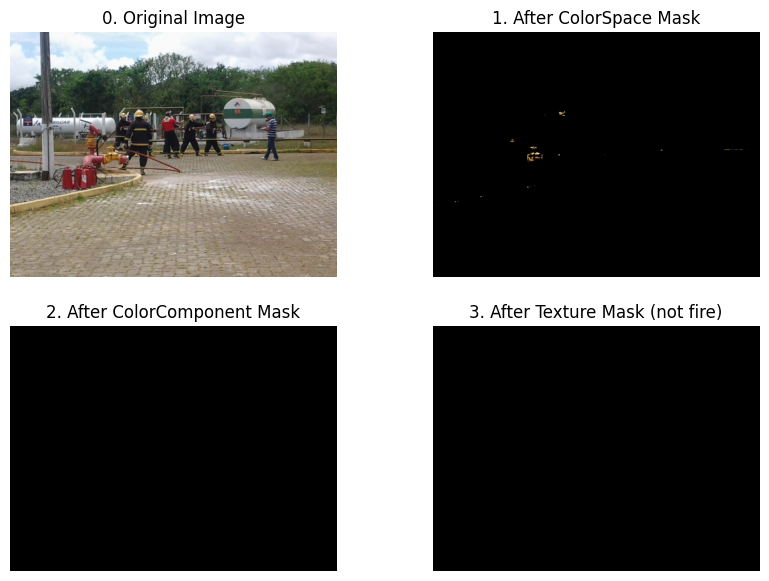 0. Original Image
1. After ColorSpace Mask
2. After ColorComponent Mask
3. After Texture Mask (not fire)